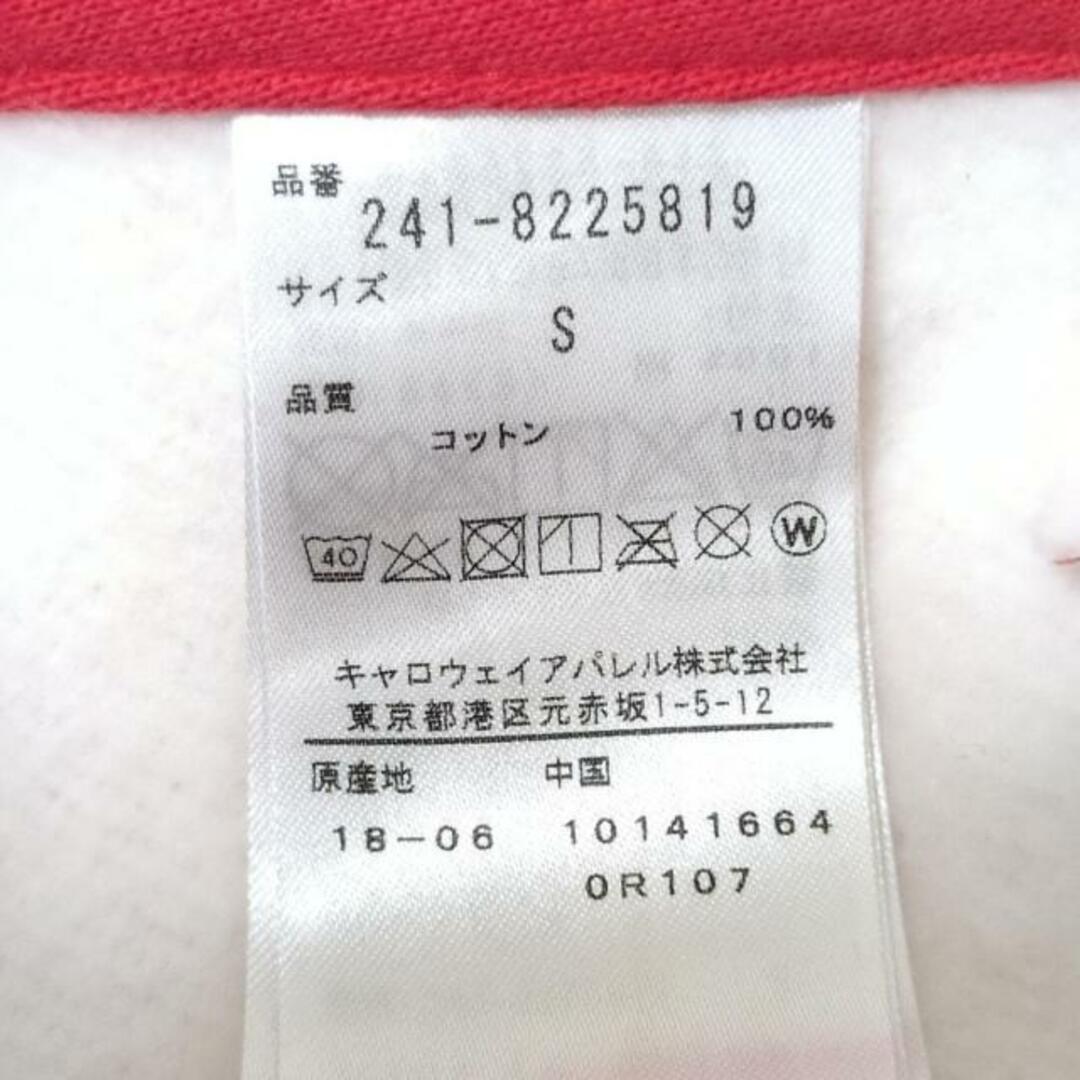 品番
241-8225819
サイズ
S
品質
コットン 100%
40 W
キャロウェイアパレル株式会社
東京都港区元赤坂1-5-12
原産地 中国
18-06 10141664
0R107